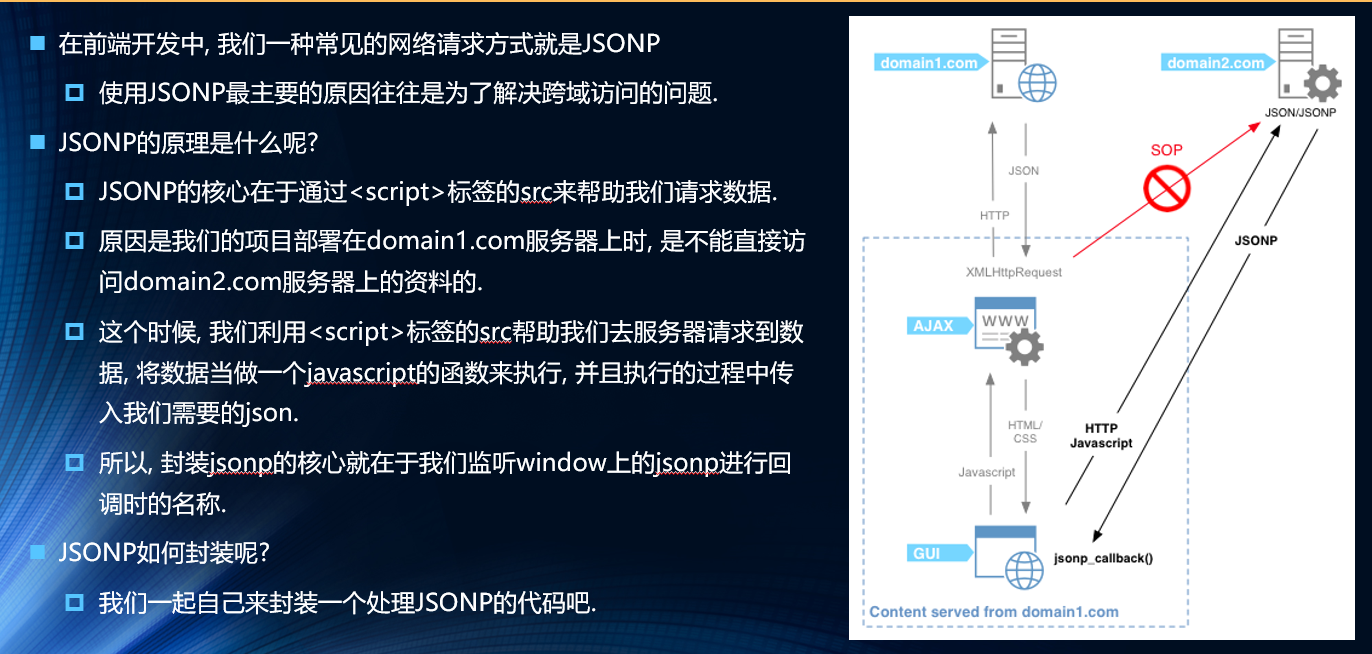 在前端开发中, 我们一种常见的网络请求方式就是JSONP
使用JSONP最主要的原因往往是为了解决跨域访问的问题.
JSONP的原理是什么呢?
JSONP的核心在于通过<script>标签的src来帮助我们请求数据.
原因是我们的项目部署在domain1.com服务器上时, 是不能直接访
问domain2.com服务器上的资料的.
这个时候, 我们利用<script>标签的src帮助我们去服务器请求到数
据, 将数据当做一个javascript的函数来执行, 并且执行的过程中传
入我们需要的json.
所以, 封装jsonp的核心就在于我们监听window上的jsonp进行回
调时的名称.
JSONP如何封装呢?
我们一起自己来封装一个处理JSONP的代码吧.
domain1.com
domain2.com
JSON/JSONP
SOP
JSON
HTTP
JSONP
XMLHttpRequest
WWW
AJAX
HTML/
CSS
HTTP
Javascript
Javascript
GUI
jsonp_callback()
Content served from domain1.com